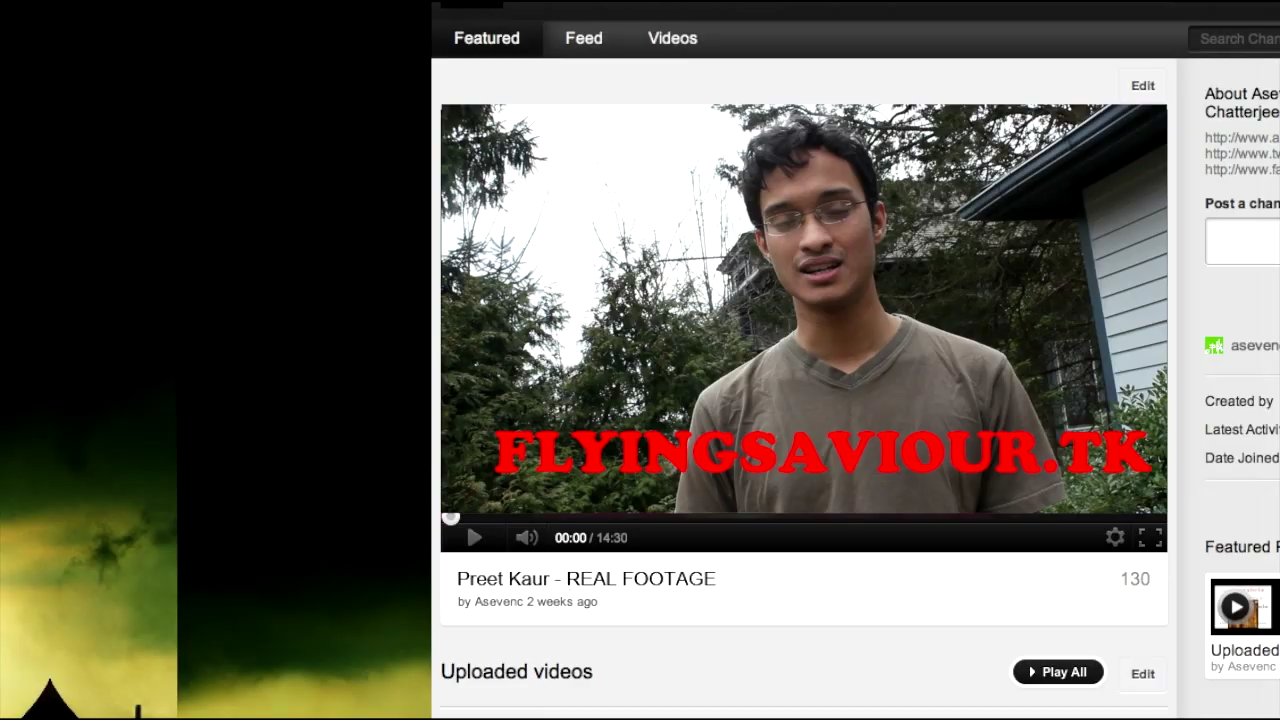 Featured
Feed
Videos
Search Chan
Edit
About Ase
Chatterjee
http://www.a
http://www.tw
http://www.fa
Post a chan
FLYINGSAVIOUR.TK
.tk
asevenc
Created by
Latest Activi
Date Joined
00:00 / 14:30
Preet Kaur - REAL FOOTAGE
130
by Asevenc 2 weeks ago
Featured F
Uploaded
by Asevenc
Uploaded videos
Play All
Edit